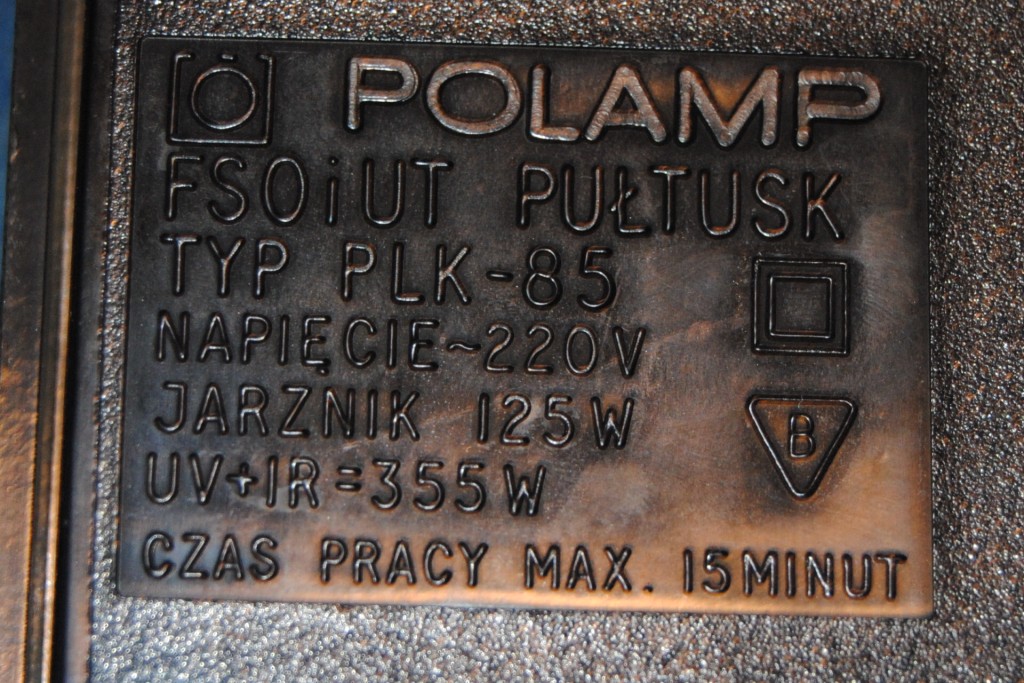 POLAMP
FSOiUT PUŁTUSK
TYP PLK-85
NAPIĘCIE~220V
JARZNIK 125W
UV+IR=355W
B
CZAS PRACY MAX. 15MINUT